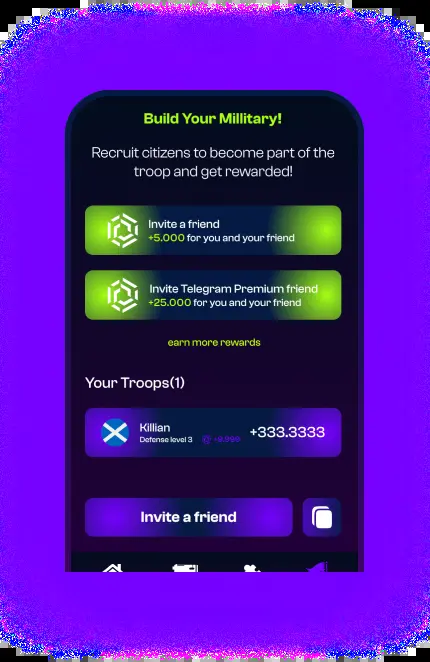 Build Your Millitary!
Recruit citizens to become part of the
troop and get rewarded!
Invite a friend
+5.000 for you and your friend
Invite Telegram Premium friend
+25.000 for you and your friend
earn more rewards
Your Troops(1)
Killian
Defense level 3
+333.3333
Invite a friend